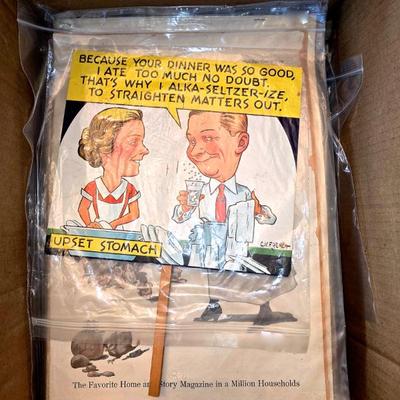 BECAUSE YOUR DINNER WAS SO GOOD,
I ATE TOO MUCH NO DOUBT.
THAT'S WHY I ALKA-SELTZER-IZE,
TO STRAIGHTEN MATTERS OUT.
UPSET STOMACH
The Favorite Home and Story Magazine in a Million Households